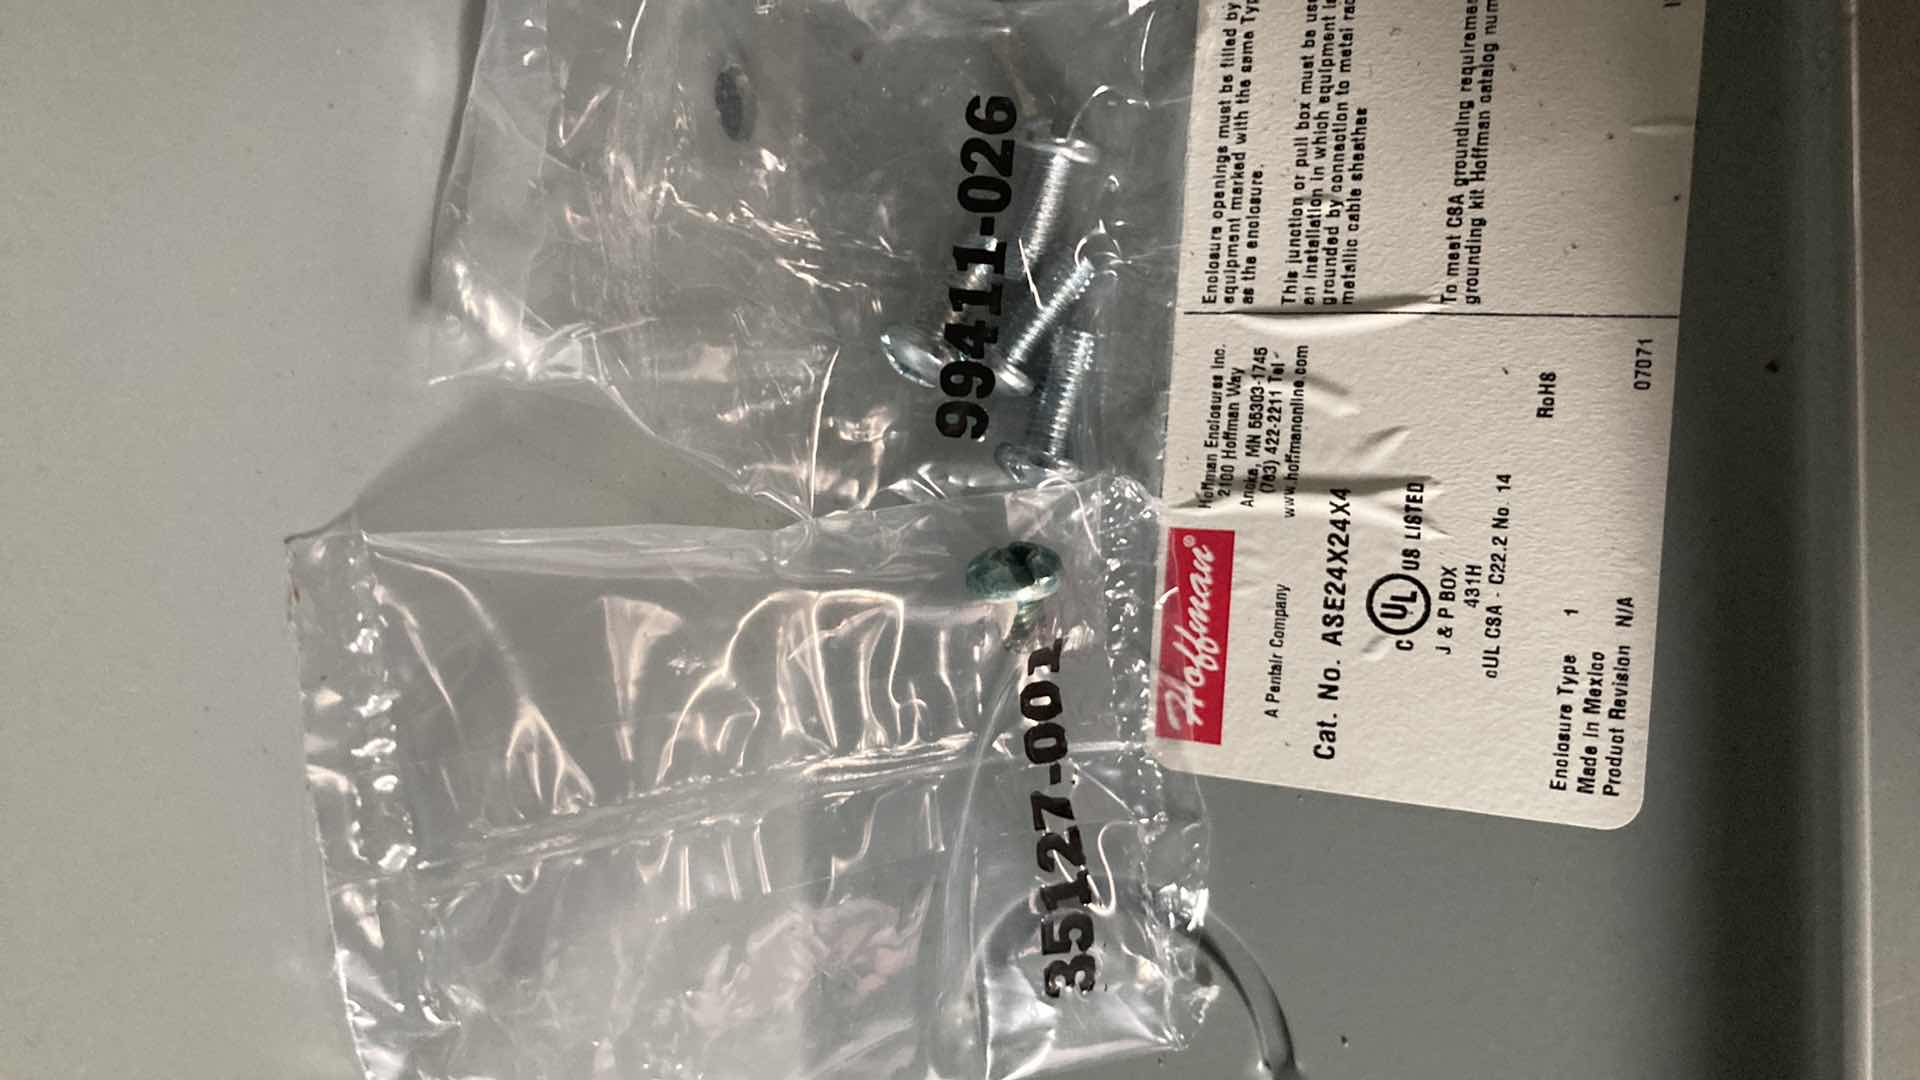 99411-026
35127-001
Hoffman®
A Pentair Company
Hoffman Enclosures Inc.
2100 Hoffman Way
Anoka, MN 55303-1745
(763) 422-2211 Tel
www.hoffmanonline.com
Cat. No. ASE24X24X4
C UL US LISTED
J & P BOX
431H
cUL CSA - C22.2 No. 14
Enclosure Type 1
Made In Mexico
Product Revision N/A
RoHS
07071
Enclosure openings must be filled by
equipment marked with the same Typ
as the enclosure.
This junction or pull box must be us
an installation in which equipment is
grounded by connection to metal rac
metallic cable sheathes
To meet CSA grounding requireme
grounding kit Hoffman catalog num